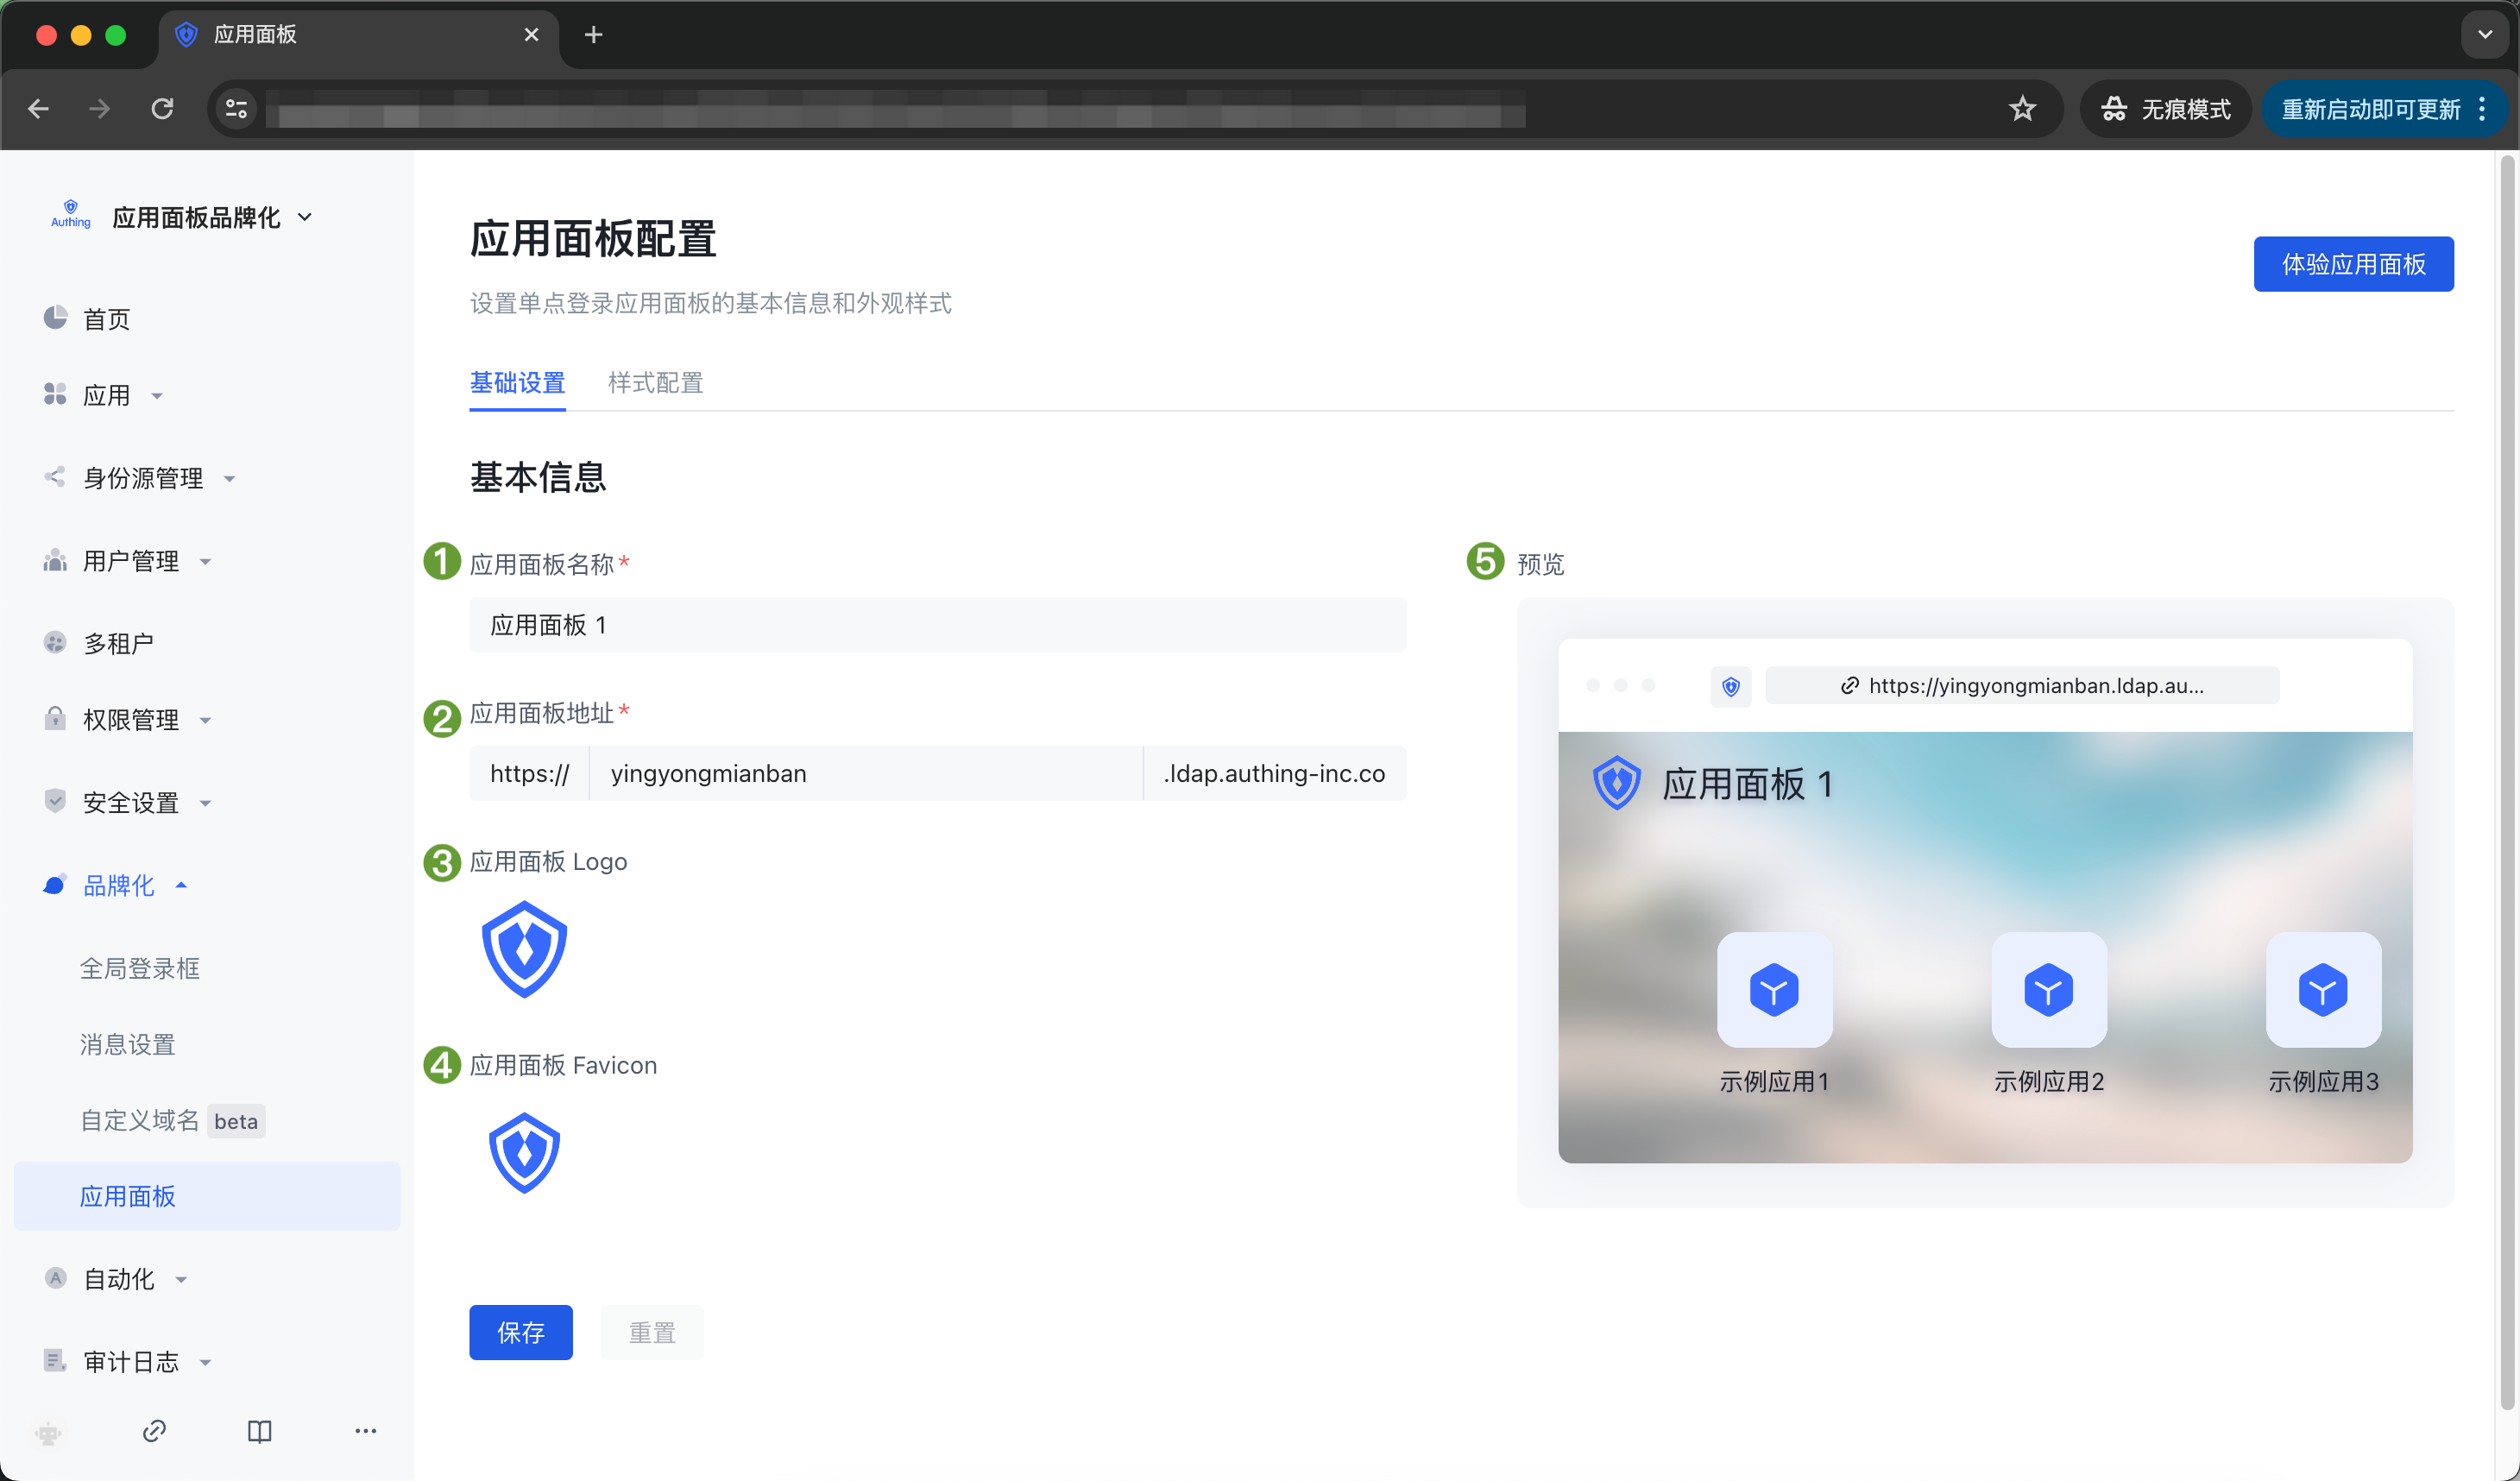 应用面板
无痕模式
重新启动即可更新
Authing
应用面板品牌化
首页
应用
身份源管理
用户管理
多租户
权限管理
安全设置
品牌化
全局登录框
消息设置
自定义域名 beta
应用面板
A 自动化
审计日志
应用面板配置
体验应用面板
设置单点登录应用面板的基本信息和外观样式
基础设置 样式配置
基本信息
1 应用面板名称*
应用面板 1
2 应用面板地址*
https:// yingyongmianban .ldap.authing-inc.co
3 应用面板 Logo
4 应用面板 Favicon
保存 重置
5 预览
https://yingyongmianban.ldap.au...
应用面板 1
示例应用1 示例应用2 示例应用3